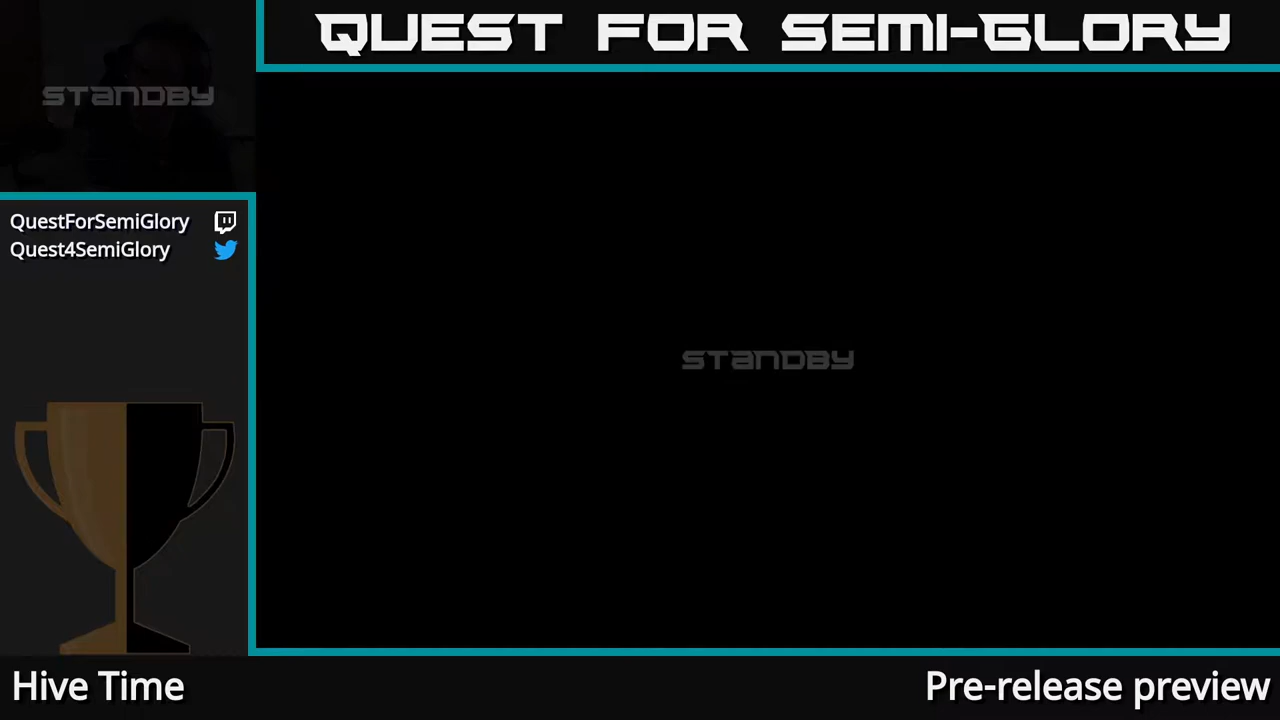 QUEST FOR SEMI-GLORY
STANDBY
QuestForSemiGlory
Quest4SemiGlory
STANDBY
Hive Time
Pre-release preview